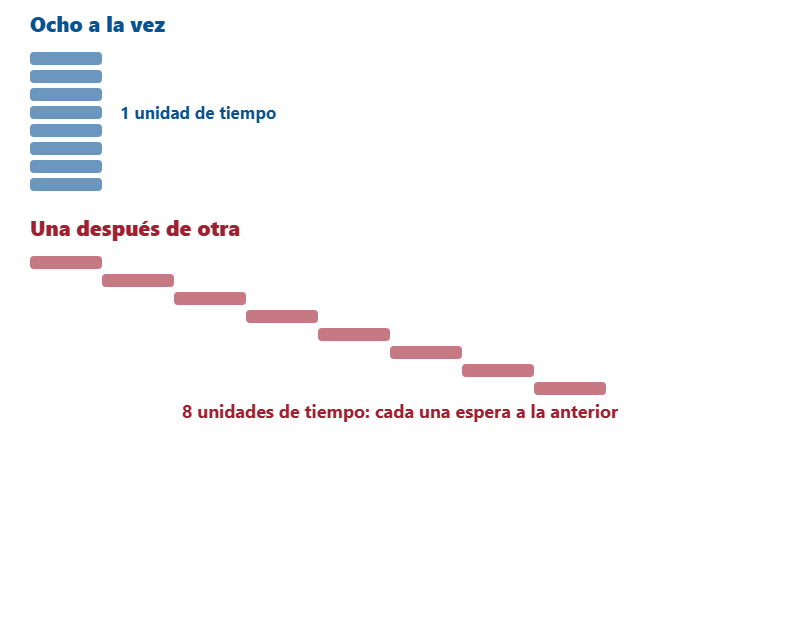 Ocho a la vez
1 unidad de tiempo
Una después de otra
8 unidades de tiempo: cada una espera a la anterior